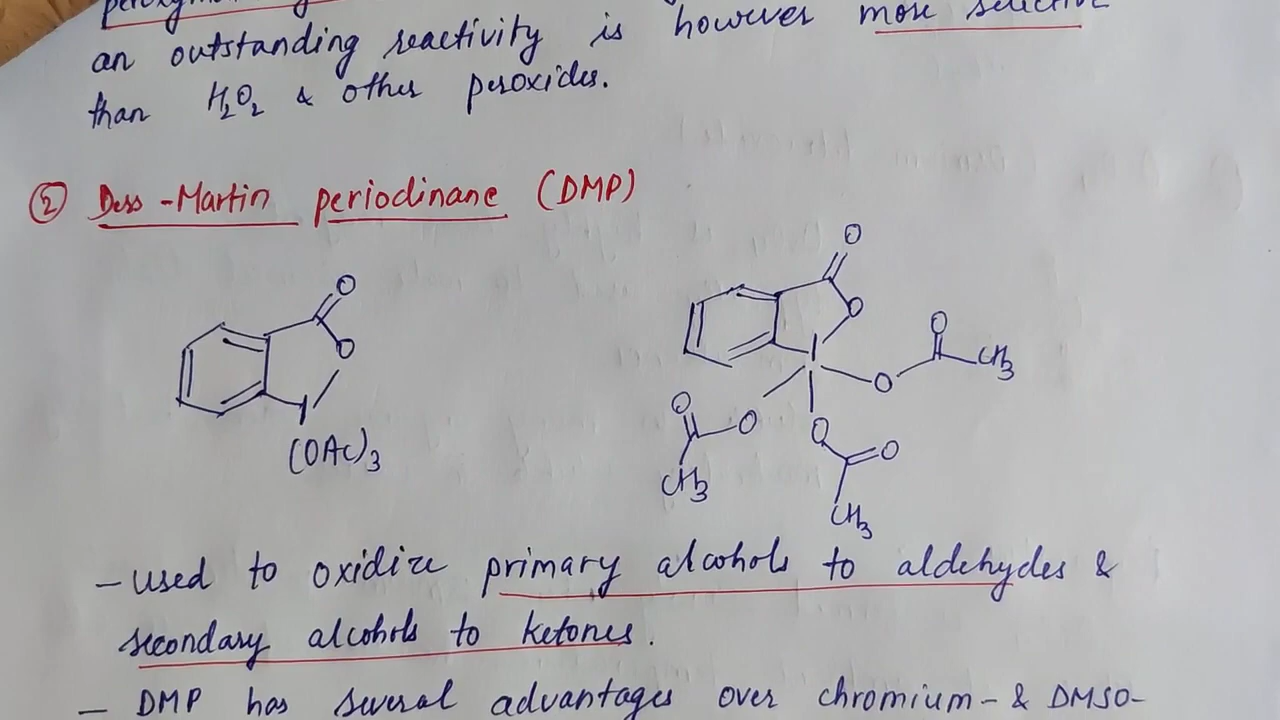 an outstanding reactivity is however more selective
than H₂O₂ & other peroxides.
② Dess-Martin periodinane (DMP)
O
O
I
(OAc)₃
O
O
I
O
O
CH₃
O
O
CH₃
O
O
CH₃
- used to oxidize primary alcohols to aldehydes &
secondary alcohols to ketones.
- DMP has several advantages over chromium- & DMSO-